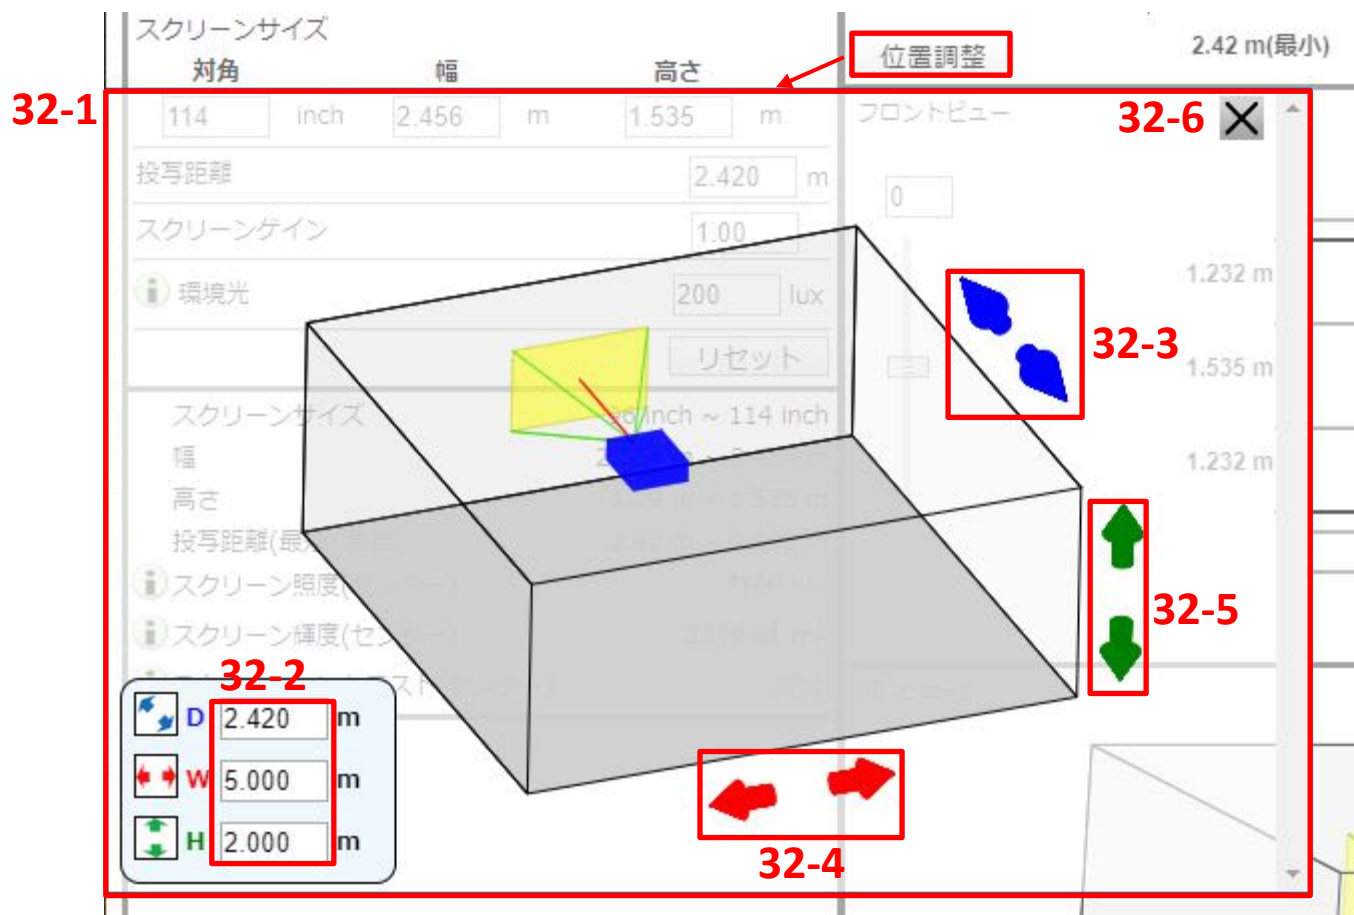 スクリーンサイズ
対角 幅 高さ
位置調整
2.42 m(最小)
32-1
114 inch 2.456 m 1.535 m
フロントビュー
32-6
投写距離 2.420 m
0
スクリーンゲイン 1.00
環境光 200 lux
1.232 m
32-3
リセット
1.535 m
スクリーンサイズ inch ~ 114 inch
幅
1.232 m
高さ
投写距離(最
スクリーン照度(
32-5
スクリーン輝度(セン
32-2
D 2.420 m
W 5.000 m
H 2.000 m
32-4